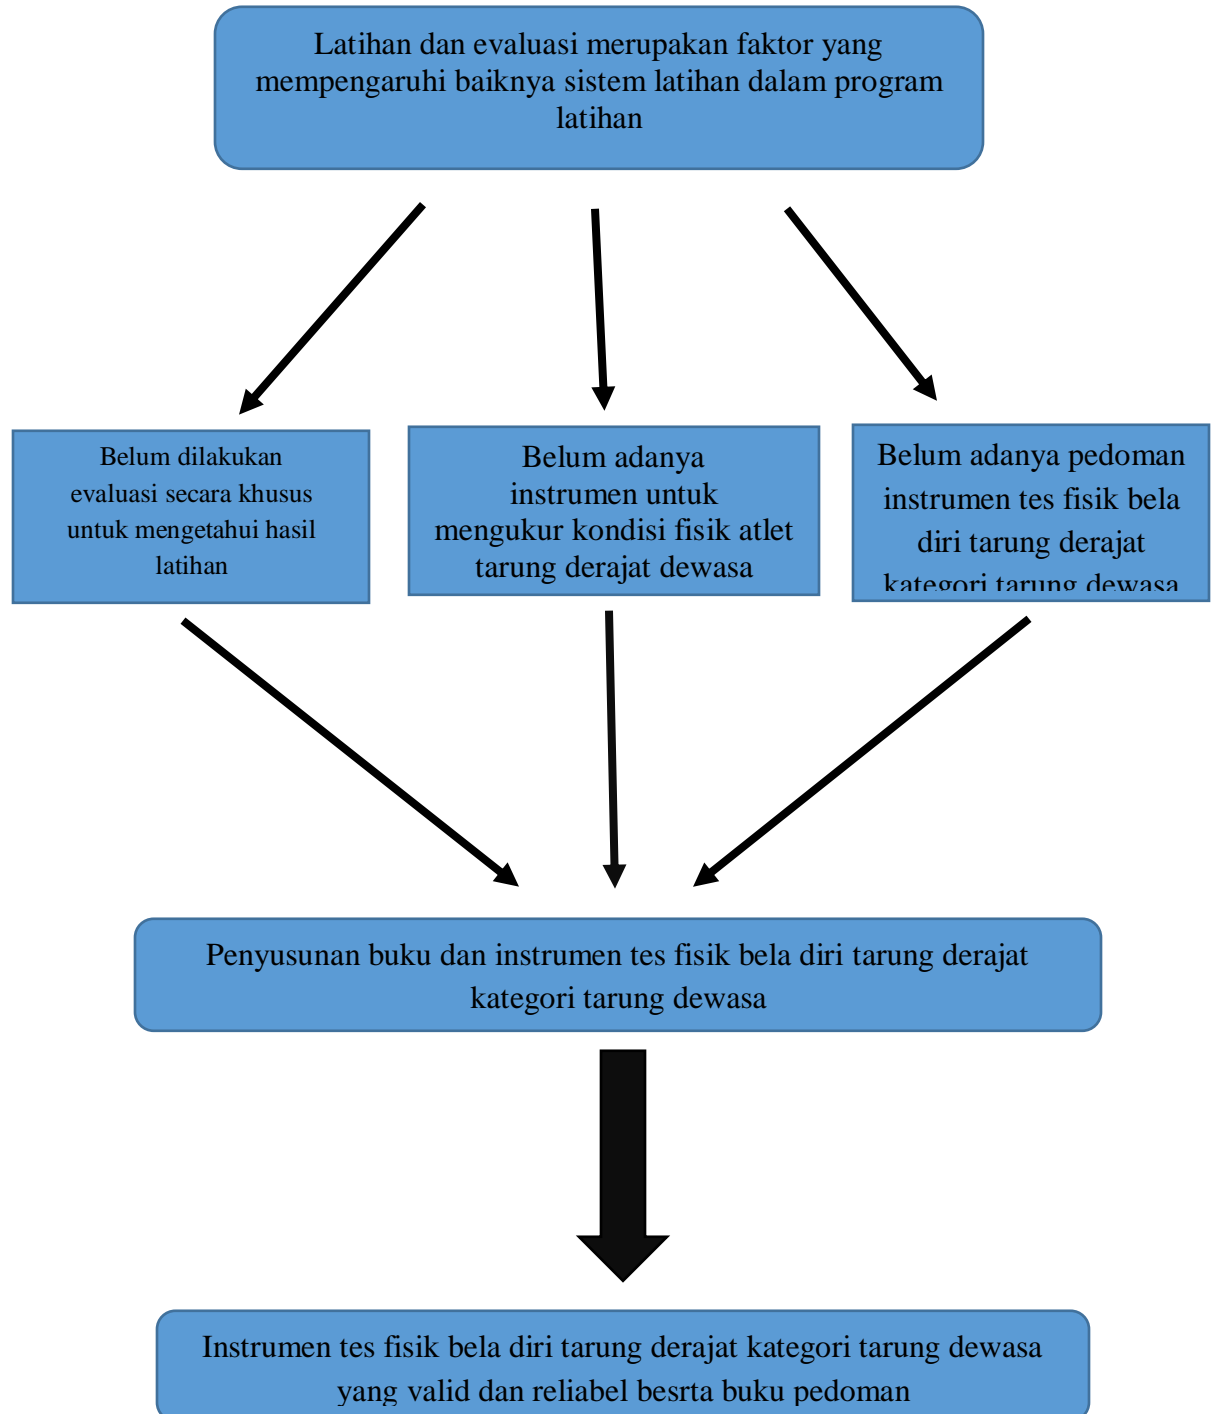 Latihan dan evaluasi merupakan faktor yang
mempengaruhi baiknya sistem latihan dalam program
latihan
Belum dilakukan
evaluasi secara khusus
untuk mengetahui hasil
latihan
Belum adanya
instrumen untuk
mengukur kondisi fisik atlet
tarung derajat dewasa
Belum adanya pedoman
instrumen tes fisik bela
diri tarung derajat
kategori tarung dewasa
Penyusunan buku dan instrumen tes fisik bela diri tarung derajat
kategori tarung dewasa
Instrumen tes fisik bela diri tarung derajat kategori tarung dewasa
yang valid dan reliabel besrta buku pedoman